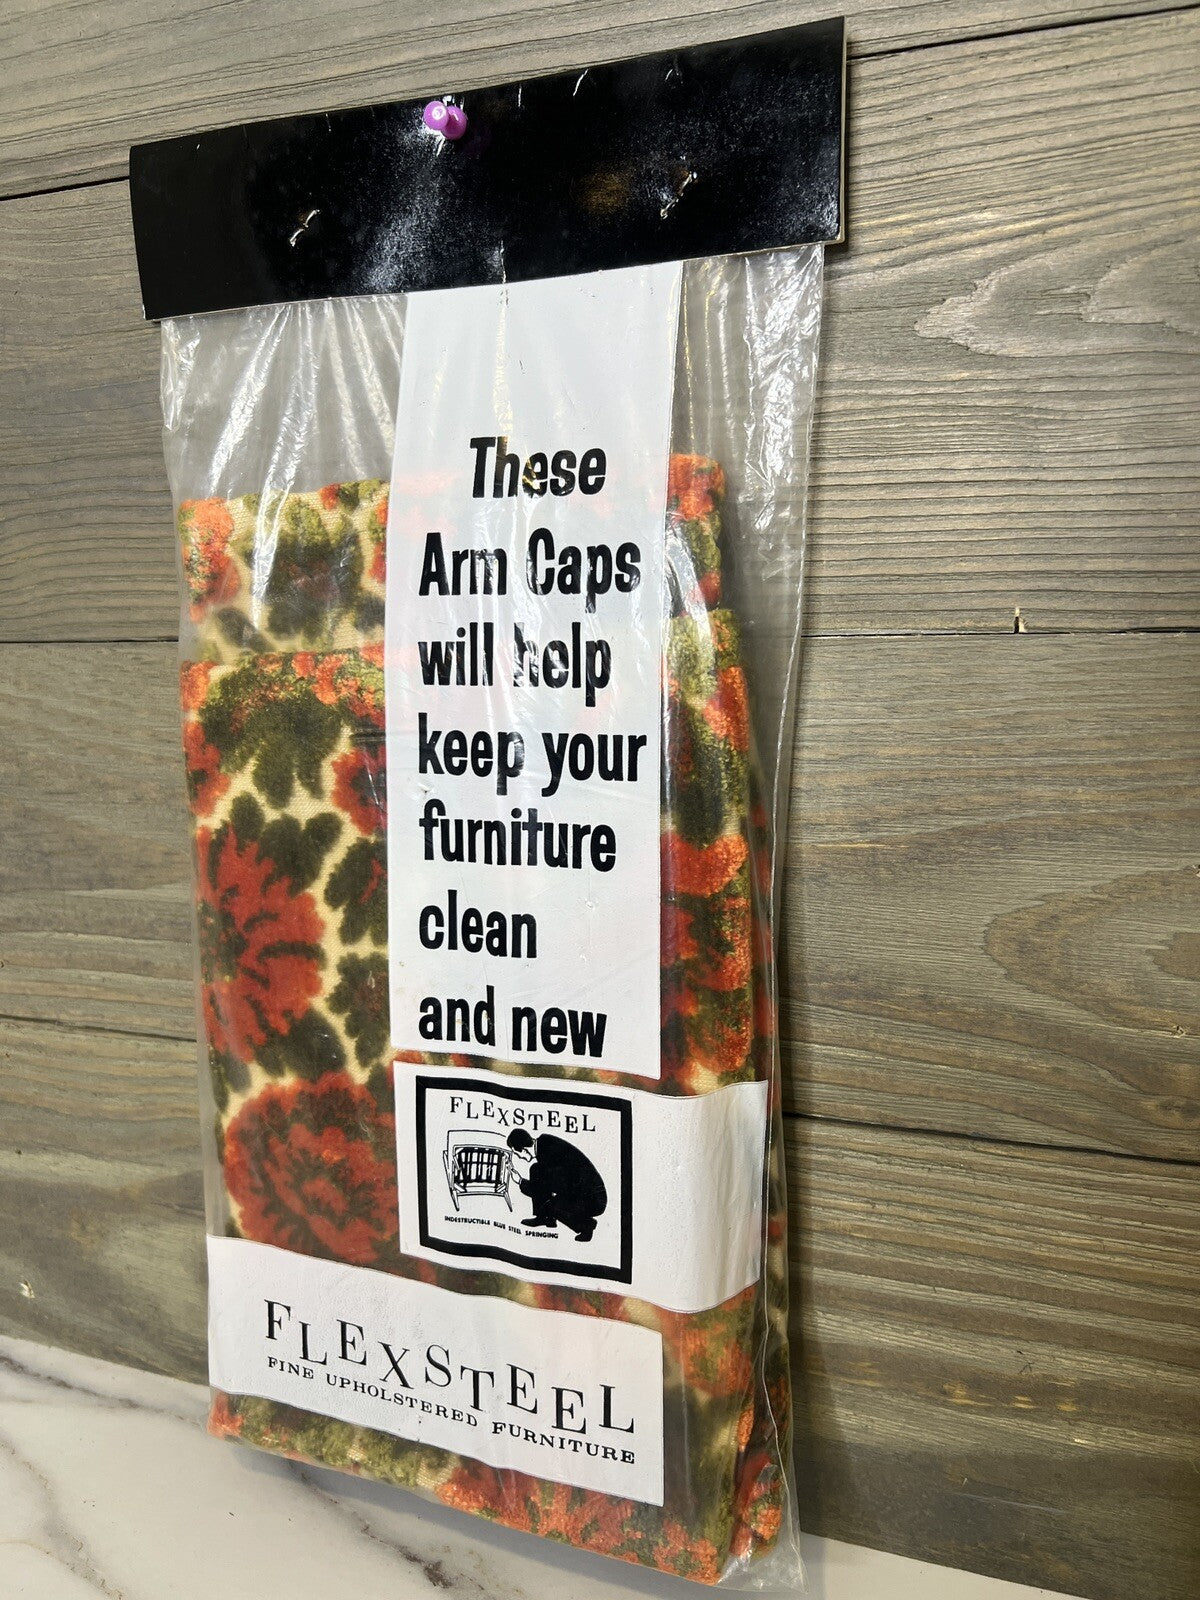 These
Arm Caps
will help
keep your
furniture
clean
and new
FLEXSTEEL
INDESTRUCTIBLE BLUE STEEL SPRINGING
FLEXSTEEL
FINE UPHOLSTERED FURNITURE